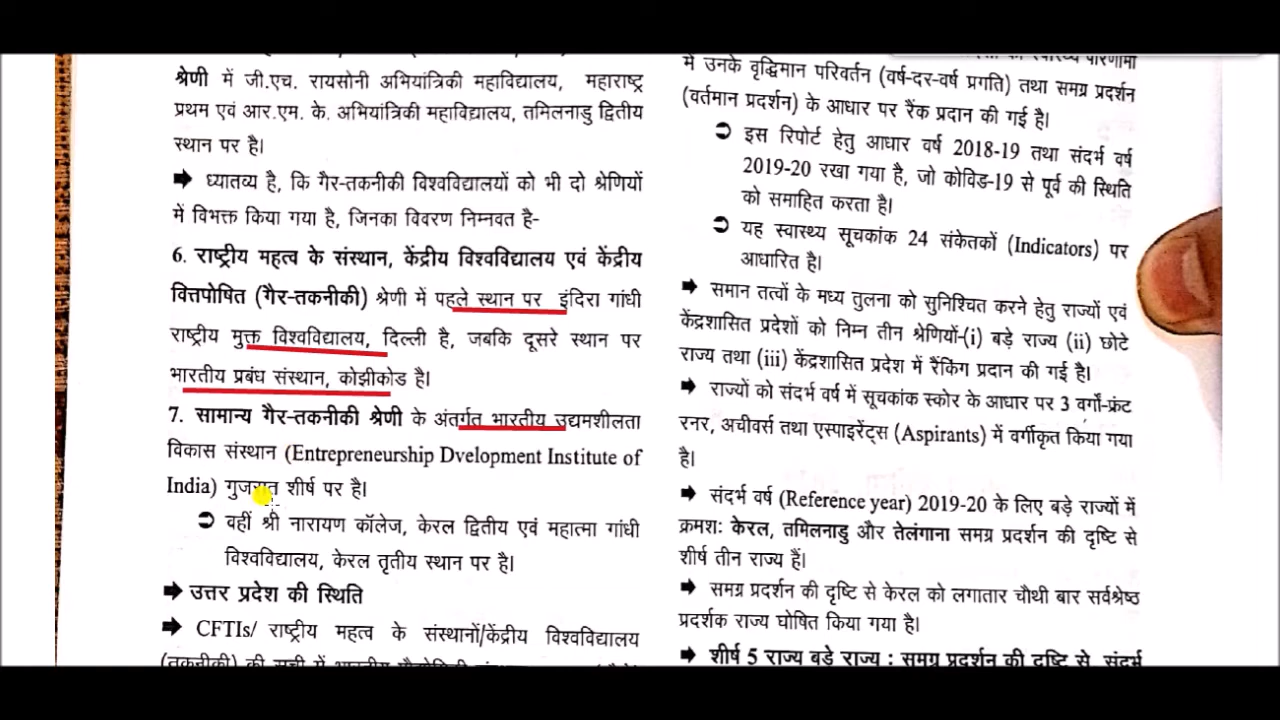 श्रेणी में जी.एच. रायसोनी अभियांत्रिकी महाविद्यालय, महाराष्ट्र
प्रथम एवं आर.एम. के. अभियांत्रिकी महाविद्यालय, तमिलनाडु द्वितीय
स्थान पर है।
➡ ध्यातव्य है, कि गैर-तकनीकी विश्वविद्यालयों को भी दो श्रेणियों
में विभक्त किया गया है, जिनका विवरण निम्नवत है-
6. राष्ट्रीय महत्व के संस्थान, केंद्रीय विश्वविद्यालय एवं केंद्रीय
वित्तपोषित (गैर-तकनीकी) श्रेणी में पहले स्थान पर इंदिरा गांधी
राष्ट्रीय मुक्त विश्वविद्यालय, दिल्ली है, जबकि दूसरे स्थान पर
भारतीय प्रबंध संस्थान, कोझीकोड है।
7. सामान्य गैर-तकनीकी श्रेणी के अंतर्गत भारतीय उद्यमशीलता
विकास संस्थान (Entrepreneurship Dvelopment Institute of
India) गुजरात शीर्ष पर है।
➲ वहीं श्री नारायण कॉलेज, केरल द्वितीय एवं महात्मा गांधी
विश्वविद्यालय, केरल तृतीय स्थान पर है।
➡ उत्तर प्रदेश की स्थिति
➡ CFTIs/ राष्ट्रीय महत्व के संस्थानों/केंद्रीय विश्वविद्यालय
(तकनीकी) की सूची में भारतीय
में उनके वृद्धिमान परिवर्तन (वर्ष-दर-वर्ष प्रगति) तथा समग्र प्रदर्शन
(वर्तमान प्रदर्शन) के आधार पर रैंक प्रदान की गई है।
➲ इस रिपोर्ट हेतु आधार वर्ष 2018-19 तथा संदर्भ वर्ष
2019-20 रखा गया है, जो कोविड-19 से पूर्व की स्थिति
को समाहित करता है।
➲ यह स्वास्थ्य सूचकांक 24 संकेतकों (Indicators) पर
आधारित है।
➡ समान तत्वों के मध्य तुलना को सुनिश्चित करने हेतु राज्यों एवं
केंद्रशासित प्रदेशों को निम्न तीन श्रेणियों-(i) बड़े राज्य (ii) छोटे
राज्य तथा (iii) केंद्रशासित प्रदेश में रैंकिंग प्रदान की गई है।
➡ राज्यों को संदर्भ वर्ष में सूचकांक स्कोर के आधार पर 3 वर्गों-फ्रंट
रनर, अचीवर्स तथा एस्पाइरेंट्स (Aspirants) में वर्गीकृत किया गया
है।
➡ संदर्भ वर्ष (Reference year) 2019-20 के लिए बड़े राज्यों में
क्रमशः केरल, तमिलनाडु और तेलंगाना समग्र प्रदर्शन की दृष्टि से
शीर्ष तीन राज्य हैं।
➡ समग्र प्रदर्शन की दृष्टि से केरल को लगातार चौथी बार सर्वश्रेष्ठ
प्रदर्शक राज्य घोषित किया गया है।
➡ शीर्ष 5 राज्य बड़े राज्य : समग्र प्रदर्शन की दृष्टि से संदर्भ